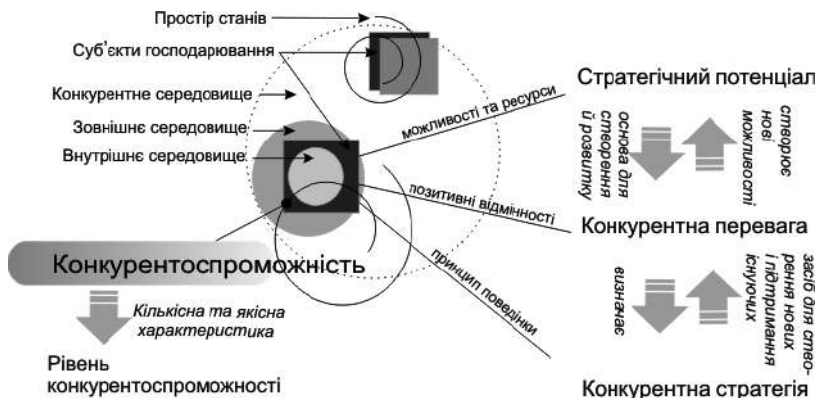 Простір станів
Суб'єкти господарювання
Конкурентне середовище
Зовнішнє середовище
Внутрішнє середовище
можливості та ресурси
позитивні відмінності
принцип поведінки
Конкурентоспроможність
Кількісна та якісна
характеристика
Рівень
конкурентоспроможності
Стратегічний потенціал
основа для
створення
й розвитку
створює
нові
можливості
Конкурентна перевага
визначає
засіб для ство-
рення нових
і підтримання
існуючих
Конкурентна стратегія